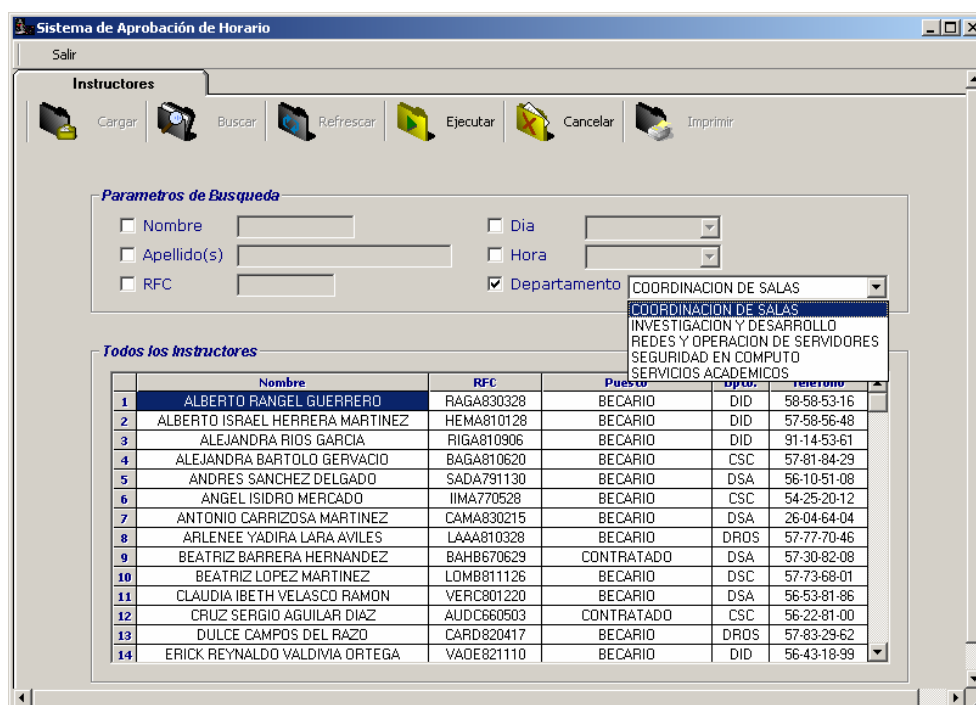 Sistema de Aprobación de Horario
Salir
Instructores
Cargar Buscar Refrescar Ejecutar Cancelar Imprimir
Parametros de Busqueda
Nombre Dia
Apellido(s) Hora
RFC Departamento COORDINACION DE SALAS
COORDINACION DE SALAS
INVESTIGACION Y DESARROLLO
REDES Y OPERACION DE SERVIDORES
SEGURIDAD EN COMPUTO
SERVICIOS ACADEMICOS
Todos los Instructores
Nombre RFC Puesto Dpto. Telefono
1 ALBERTO RANGEL GUERRERO RAGA830328 BECARIO DID 58-58-53-16
2 ALBERTO ISRAEL HERRERA MARTINEZ HEMA810128 BECARIO DID 57-58-56-48
3 ALEJANDRA RIOS GARCIA RIGA810906 BECARIO DID 91-14-53-61
4 ALEJANDRA BARTOLO GERVACIO BAGA810620 BECARIO CSC 57-81-84-29
5 ANDRES SANCHEZ DELGADO SADA791130 BECARIO DSA 56-10-51-08
6 ANGEL ISIDRO MERCADO IIMA770528 BECARIO CSC 54-25-20-12
7 ANTONIO CARRIZOSA MARTINEZ CAMA830215 BECARIO DSA 26-04-64-04
8 ARLENEE YADIRA LARA AVILES LAAA810328 BECARIO DROS 57-77-70-46
9 BEATRIZ BARRERA HERNANDEZ BAHB670629 CONTRATADO DSA 57-30-82-08
10 BEATRIZ LOPEZ MARTINEZ LOMB811126 BECARIO DSC 57-73-68-01
11 CLAUDIA IBETH VELASCO RAMON VERC801220 BECARIO DSA 56-53-81-86
12 CRUZ SERGIO AGUILAR DIAZ AUDC660503 CONTRATADO CSC 56-22-81-00
13 DULCE CAMPOS DEL RAZO CARD820417 BECARIO DROS 57-83-29-62
14 ERICK REYNALDO VALDIVIA ORTEGA VAOE821110 BECARIO DID 56-43-18-99